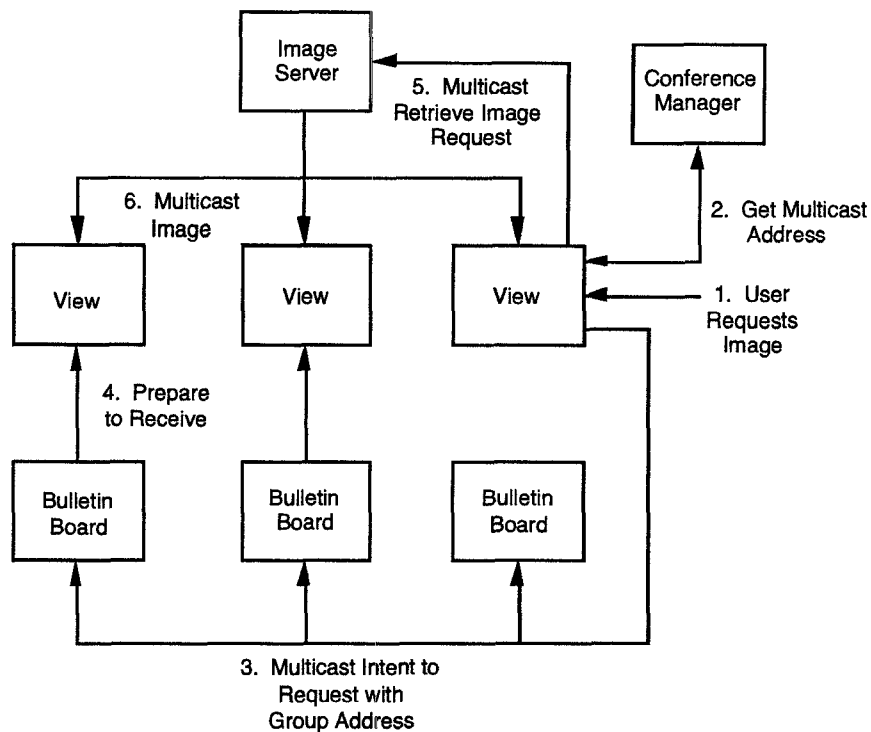 Image
Server
5. Multicast
Retrieve Image
Request
Conference
Manager
6. Multicast
Image
2. Get Multicast
Address
View
View
View
1. User
Requests
Image
4. Prepare
to Receive
Bulletin
Board
Bulletin
Board
Bulletin
Board
3. Multicast Intent to
Request with
Group Address